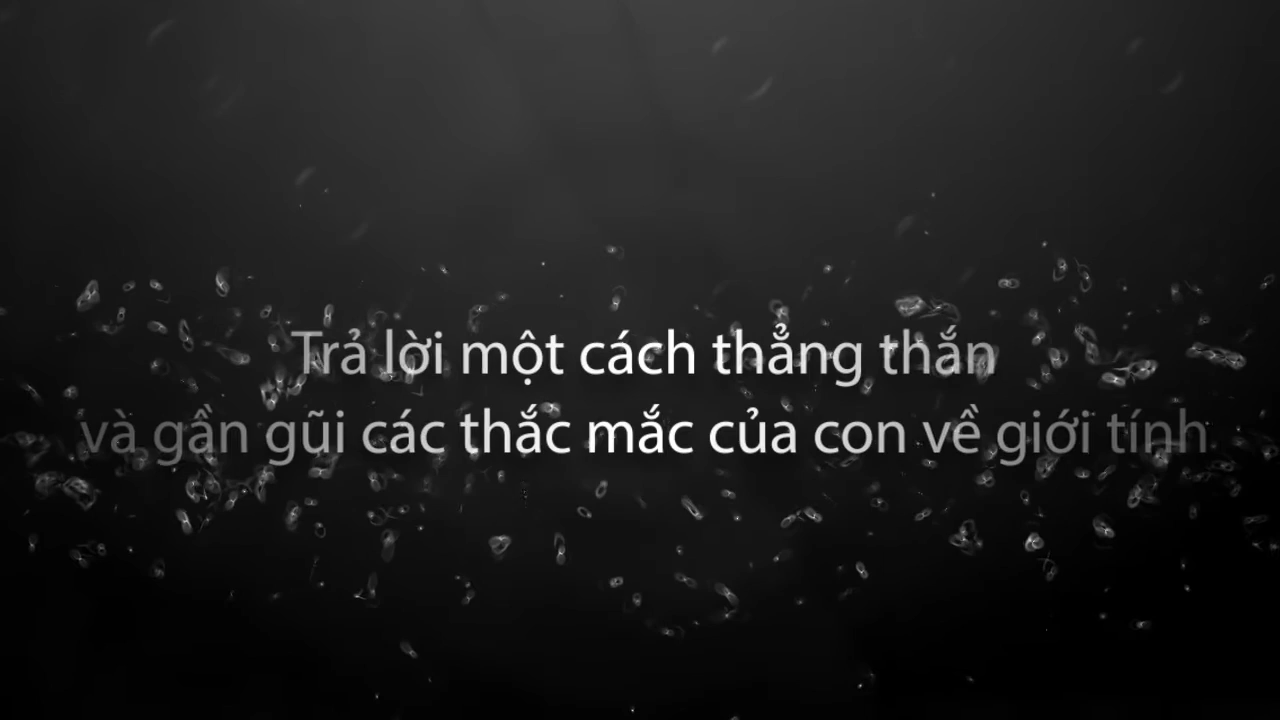 Trả lời một cách thẳng thắn
và gần gũi các thắc mắc của con về giới tính